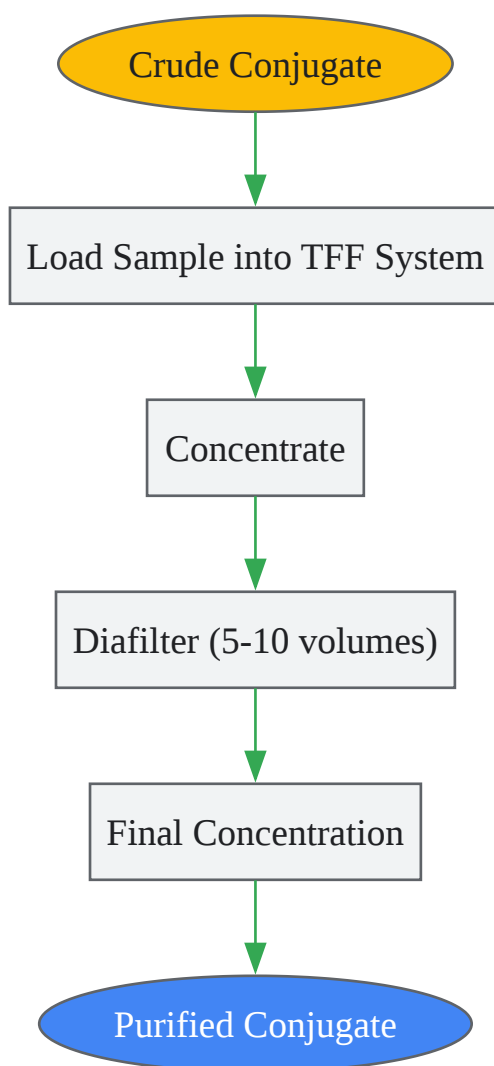 Crude Conjugate
Load Sample into TFF System
Concentrate
Diafilter (5-10 volumes)
Final Concentration
Purified Conjugate